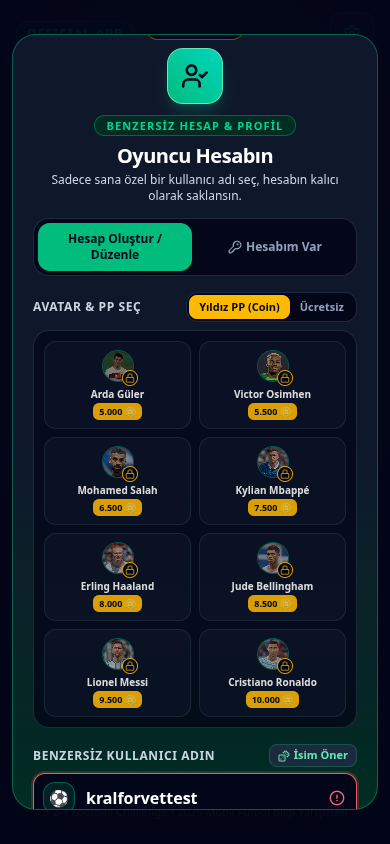 BENZERSİZ HESAP & PROFİL
Oyuncu Hesabın
Sadece sana özel bir kullanıcı adı seç, hesabın kalıcı
olarak saklansın.
Hesap Oluştur /
Düzenle
Hesabım Var
AVATAR & PP SEÇ
Yıldız PP (Coin)
Ücretsiz
Arda Güler
5.000
Victor Osimhen
5.500
Mohamed Salah
6.500
Kylian Mbappé
7.500
Erling Haaland
8.000
Jude Bellingham
8.500
Lionel Messi
9.500
Cristiano Ronaldo
10.000
BENZERSİZ KULLANICI ADIN
İsim Öner
kralforvettest